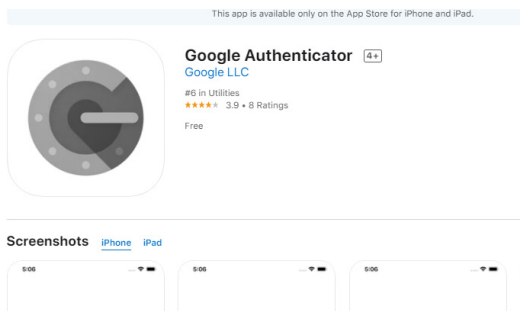 This app is available only on the App Store for iPhone and iPad.
Google Authenticator 4+
Google LLC
#6 in Utilities
★★★★★ 3.9 • 8 Ratings
Free
Screenshots iPhone iPad
5:06 5:06 5:06